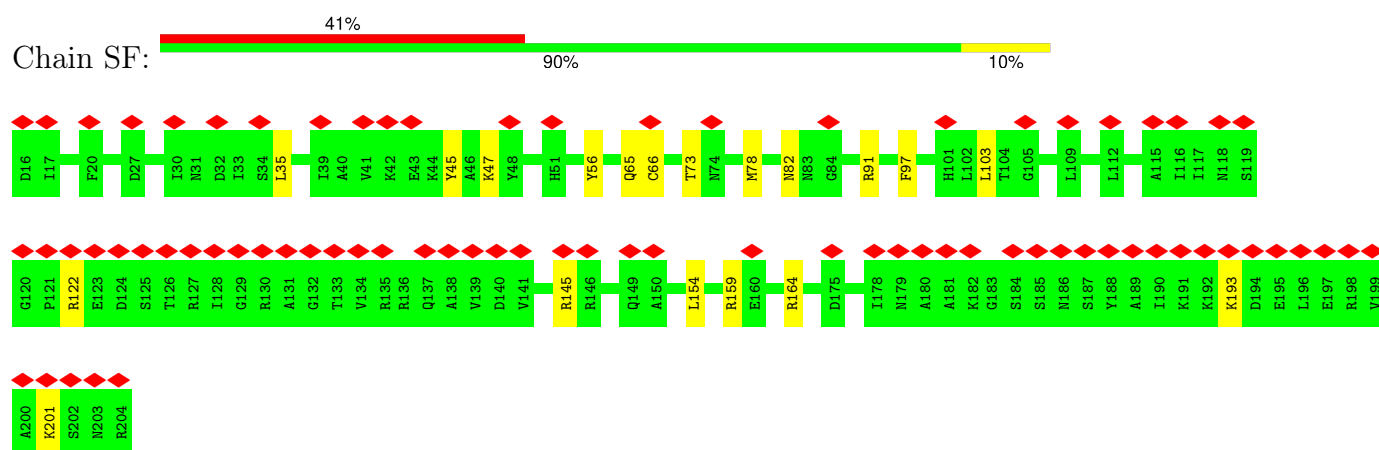 41%
Chain SF:
90% 10%
D16 I17 F20 D27 I30 N31 D32 I33 S34 L35 I39 A40 V41 K42 E43 K44 Y45 A46 K47 Y48 H51 Y56 Q65 C66 T73 N74 M78 N82 N83 G84 R91 F97 H101 L102 L103 T104 G105 L109 L112 A115 I116 I117 N118 S119
G120 P121 R122 E123 D124 S125 T126 R127 I128 G129 R130 A131 G132 T133 V134 R135 R136 Q137 A138 V139 D140 V141 R145 R146 Q149 A150 L154 R159 E160 R164 D175 I178 N179 A180 A181 K182 G183 S184 S185 N186 S187 Y188 A189 I190 K191 K192 K193 D194 E195 L196 E197 R198 V199
A200 K201 S202 N203 R204